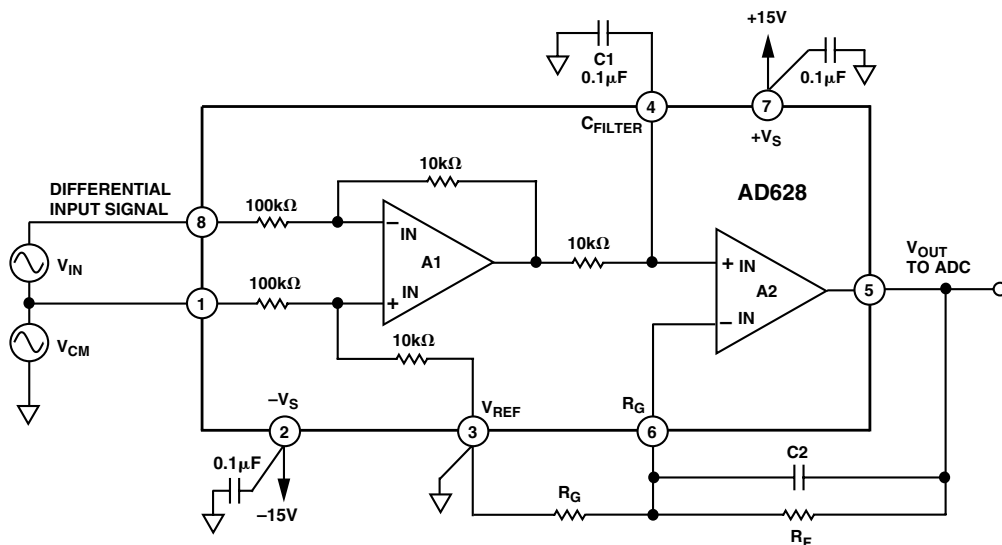 +15V
C1
0.1µF
0.1µF
4
7
CFILTER
+VS
10kΩ
AD628
DIFFERENTIAL
INPUT SIGNAL
100kΩ
8
– IN
A1
10kΩ
+ IN
A2
VOUT
TO ADC
VIN
5
100kΩ
IN
+
– IN
1
10kΩ
VCM
–VS
VREF
RG
2
3
6
0.1µF
C2
–15V
RG
RF